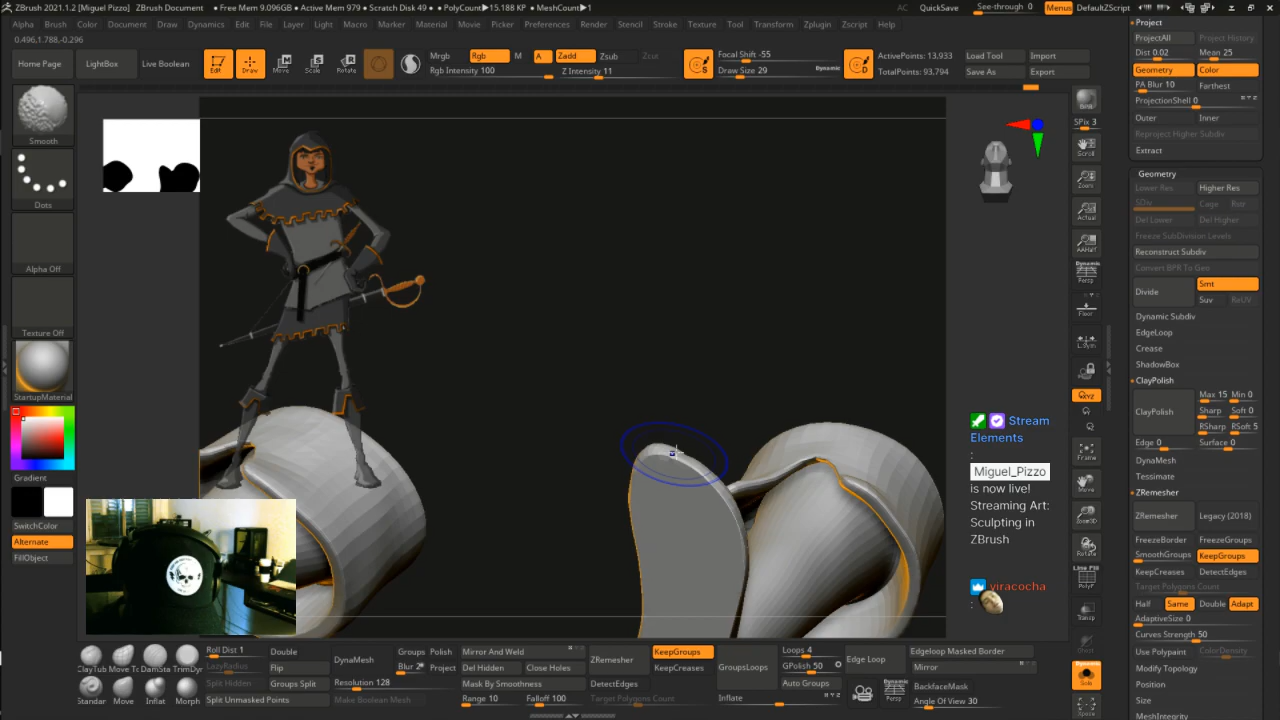 ZBrush 2021.1.2 [Miguel Pizzo] ZBrush Document ● Free Mem 9.096GB ● Active Mem 979 ● Scratch Disk 49 ● PolyCount▶15.188 KP ● MeshCount▶1 AC QuickSave See-through 0 Menus DefaultZScript
Alpha Brush Color Document Draw Dynamics Edit File Layer Light Macro Marker Material Movie Picker Preferences Render Stencil Stroke Texture Tool Transform Zplugin Zscript Help
0.496,1.788,-0.296
Home Page LightBox Live Boolean
Edit Draw Move Scale Rotate
Mrgb Rgb M
Rgb Intensity 100
A Zadd Zsub Zcut
Z Intensity 11
Focal Shift -55
Draw Size 29 Dynamic
ActivePoints: 13,933
TotalPoints: 93,794
Load Tool Import
Save As Export
Smooth
Dots
Alpha Off
Texture Off
StartupMaterial
Gradient
SwitchColor
Alternate
FillObject
BPR
SPix 3
Scroll
Zoom
Actual
AAHalf
Dynamic
Persp
Floor
L.Sym
Frame
Move
Zoom3D
Rotate
Line Fill
PolyF
Transp
Ghost
Solo
Xpose
Stream
Elements
:
Miguel_Pizzo
is now live!
Streaming Art:
Sculpting in
ZBrush
viracocha
:
Project
ProjectAll Project History
Dist 0.02 Mean 25
Geometry Color
PA Blur 10 Farthest
ProjectionShell 0
Outer Inner
Reproject Higher Subdiv
Extract
Geometry
Lower Res Higher Res
SDiv Cage Rstr
Del Lower Del Higher
Freeze SubDivision Levels
Reconstruct Subdiv
Convert BPR To Geo
Divide Smt
Suv ReUV
Dynamic Subdiv
EdgeLoop
Crease
ShadowBox
ClayPolish
ClayPolish Max 15 Min 0
Sharp Soft 0
RSharp RSoft 5
Edge 0 Surface 0
DynaMesh
Tessimate
ZRemesher
ZRemesher Legacy (2018)
FreezeBorder FreezeGroups
SmoothGroups KeepGroups
KeepCreases DetectEdges
Target Polygons Count
Half Same Double Adapt
AdaptiveSize 0
Curves Strength 50
Use Polypaint ColorDensity
Modify Topology
Position
Size
MeshIntegrity
ClayTub Move To DamSta TrimDyr
Standar Move Inflat Morph
Roll Dist 1 Double
LazyRadius Flip
Split Hidden Groups Split
Split Unmasked Points
DynaMesh
Resolution 128
KeepGroups Polish
Blur 2 Project
Make Boolean Mesh
Mirror And Weld
Del Hidden Close Holes
Mask By Smoothness
Range 10 Falloff 100
ZRemesher
DetectEdges
Target Polygons Count
KeepGroups
KeepCreases
GroupsLoops
Inflate
Loops 4
GPolish 50
Auto Groups
Edge Loop
Persp
Edgeloop Masked Border
Mirror
BackfaceMask
Angle Of View 30